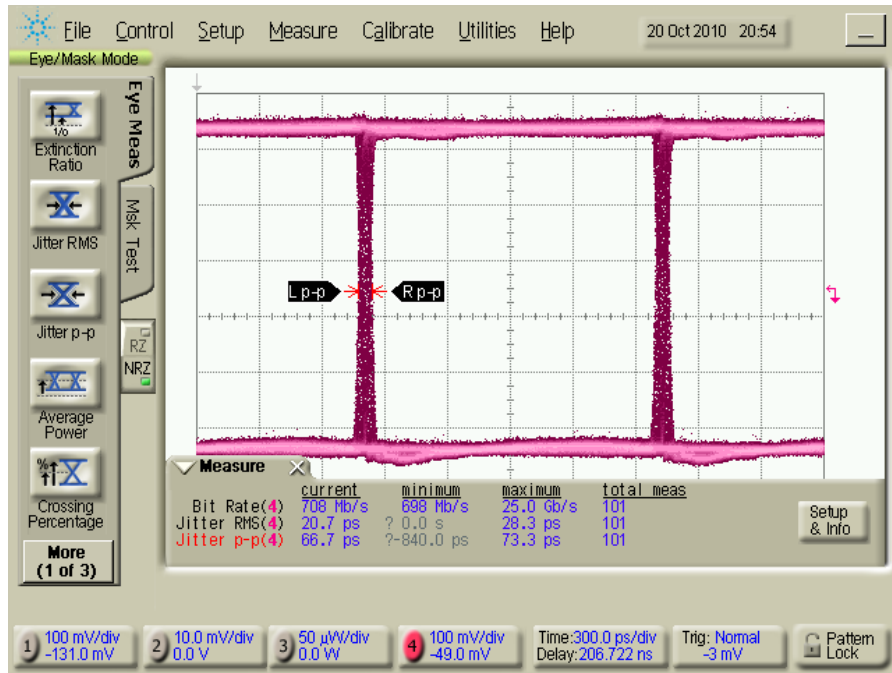 File Control Setup Measure Calibrate Utilities Help 20 Oct 2010 20:54
Eye/Mask Mode
Eye Meas
Msk Test
1/0
Extinction
Ratio
Jitter RMS
Jitter p-p
RZ
NRZ
Average
Power
%
Crossing
Percentage
More
(1 of 3)
L p-p R p-p
Measure
current minimum maximum total meas
Bit Rate(4) 708 Mb/s 698 Mb/s 25.0 Gb/s 101
Jitter RMS(4) 20.7 ps ? 0.0 s 28.3 ps 101
Jitter p-p(4) 66.7 ps ?-840.0 ps 73.3 ps 101
Setup
& Info
1 100 mV/div
-131.0 mV
2 10.0 mV/div
0.0 V
3 50 µW/div
0.0 W
4 100 mV/div
-49.0 mV
Time:300.0 ps/div
Delay:206.722 ns
Trig: Normal
-3 mV
Pattern
Lock